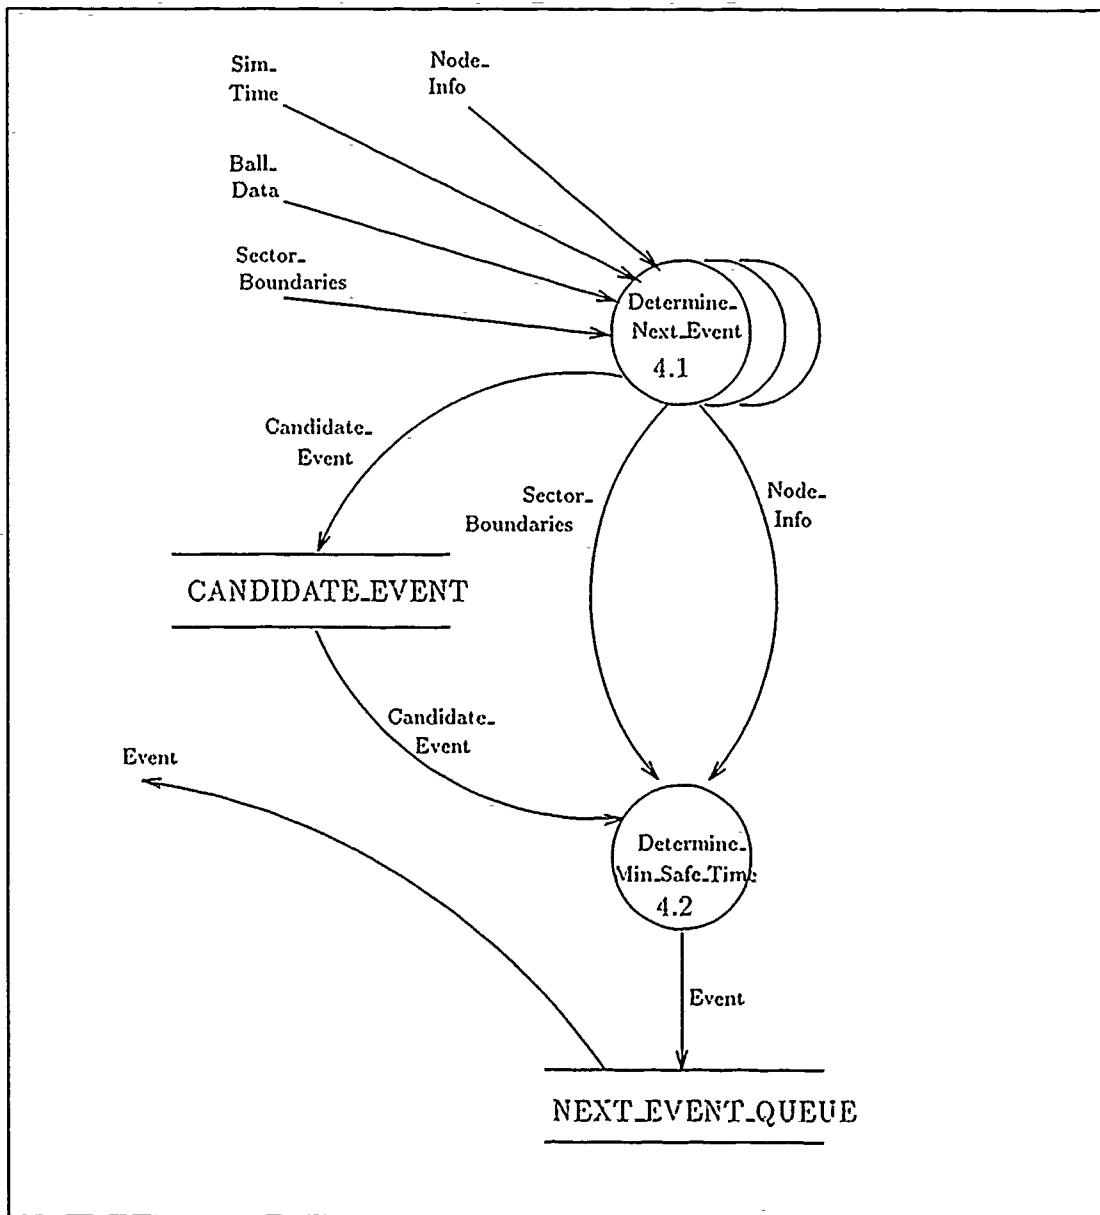 Sim_
Time
Node_
Info
Ball_
Data
Sector_
Boundaries
Determine_
Next_Event
4.1
Candidate_
Event
Sector_
Boundaries
Node_
Info
CANDIDATE_EVENT
Candidate_
Event
Event
Determine_
Min_Safe_Time
4.2
Event
NEXT_EVENT_QUEUE